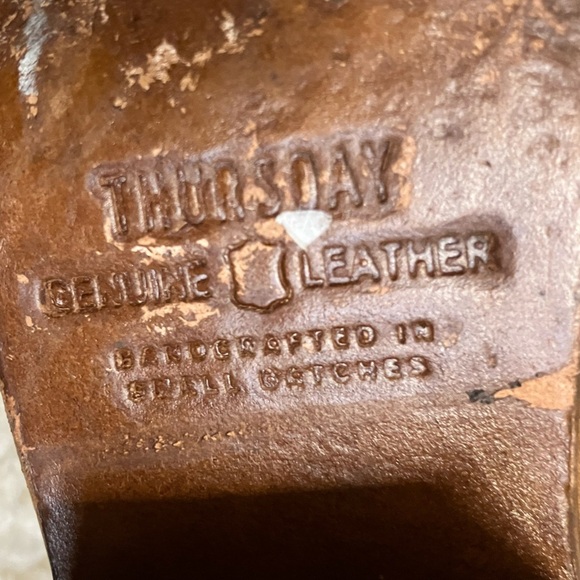 THURSDAY
GENUINE LEATHER
HANDCRAFTED IN
SMALL BATCHES